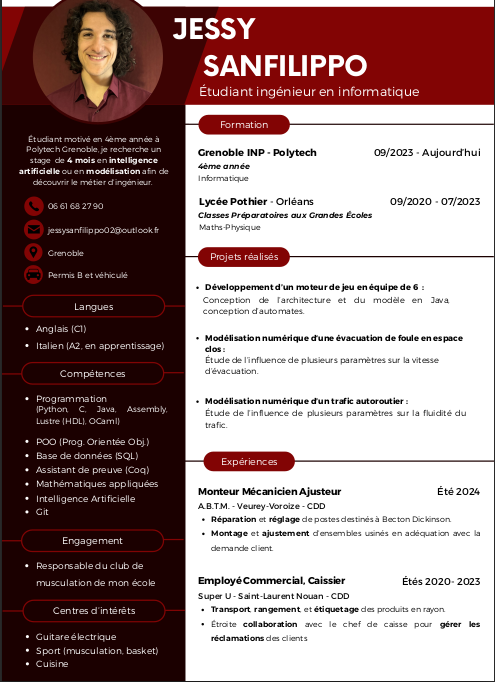 JESSY
SANFILIPPO
Étudiant ingénieur en informatique
Étudiant motivé en 4ème année à
Polytech Grenoble, je recherche un
stage de 4 mois en intelligence
artificielle ou en modélisation afin de
découvrir le métier d'ingénieur.
06 61 68 27 90
jessysanfilippo02@outlook.fr
Grenoble
Permis B et véhiculé
Langues
Anglais (C1)
Italien (A2, en apprentissage)
Compétences
Programmation
(Python, C, Java, Assembly,
Lustre (HDL), OCaml)
POO (Prog. Orientée Obj.)
Base de données (SQL)
Assistant de preuve (Coq)
Mathématiques appliquées
Intelligence Artificielle
Git
Engagement
Responsable du club de
musculation de mon école
Centres d'intérêts
Guitare électrique
Sport (musculation, basket)
Cuisine
Formation
Grenoble INP - Polytech 09/2023 - Aujourd'hui
4ème année
Informatique
Lycée Pothier - Orléans 09/2020 - 07/2023
Classes Préparatoires aux Grandes Écoles
Maths-Physique
Projets réalisés
Développement d'un moteur de jeu en équipe de 6 :
Conception de l'architecture et du modèle en Java,
conception d'automates.
Modélisation numérique d'une évacuation de foule en espace
clos :
Étude de l'influence de plusieurs paramètres sur la vitesse
d'évacuation.
Modélisation numérique d'un trafic autoroutier :
Étude de l'influence de plusieurs paramètres sur la fluidité du
trafic.
Expériences
Monteur Mécanicien Ajusteur Été 2024
A.B.T.M. - Veurey-Voroize - CDD
Réparation et réglage de postes destinés à Becton Dickinson.
Montage et ajustement d'ensembles usinés en adéquation avec la
demande client.
Employé Commercial, Caissier Étés 2020 - 2023
Super U - Saint-Laurent Nouan - CDD
Transport, rangement, et étiquetage des produits en rayon.
Étroite collaboration avec le chef de caisse pour gérer les
réclamations des clients